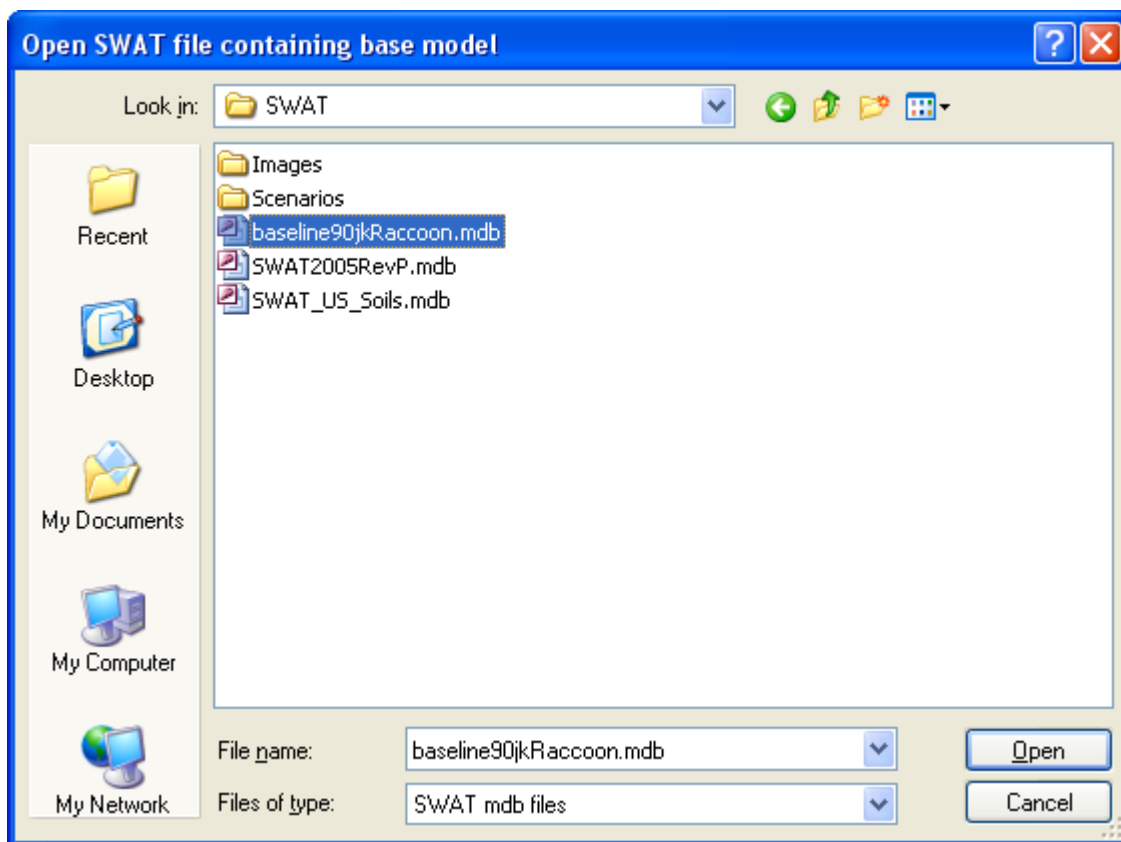 Open SWAT file containing base model
Look in: SWAT
Images
Scenarios
baseline90jkRaccoon.mdb
SWAT2005RevP.mdb
SWAT_US_Soils.mdb
Recent
Desktop
My Documents
My Computer
My Network
File name: baseline90jkRaccoon.mdb Open
Files of type: SWAT mdb files Cancel